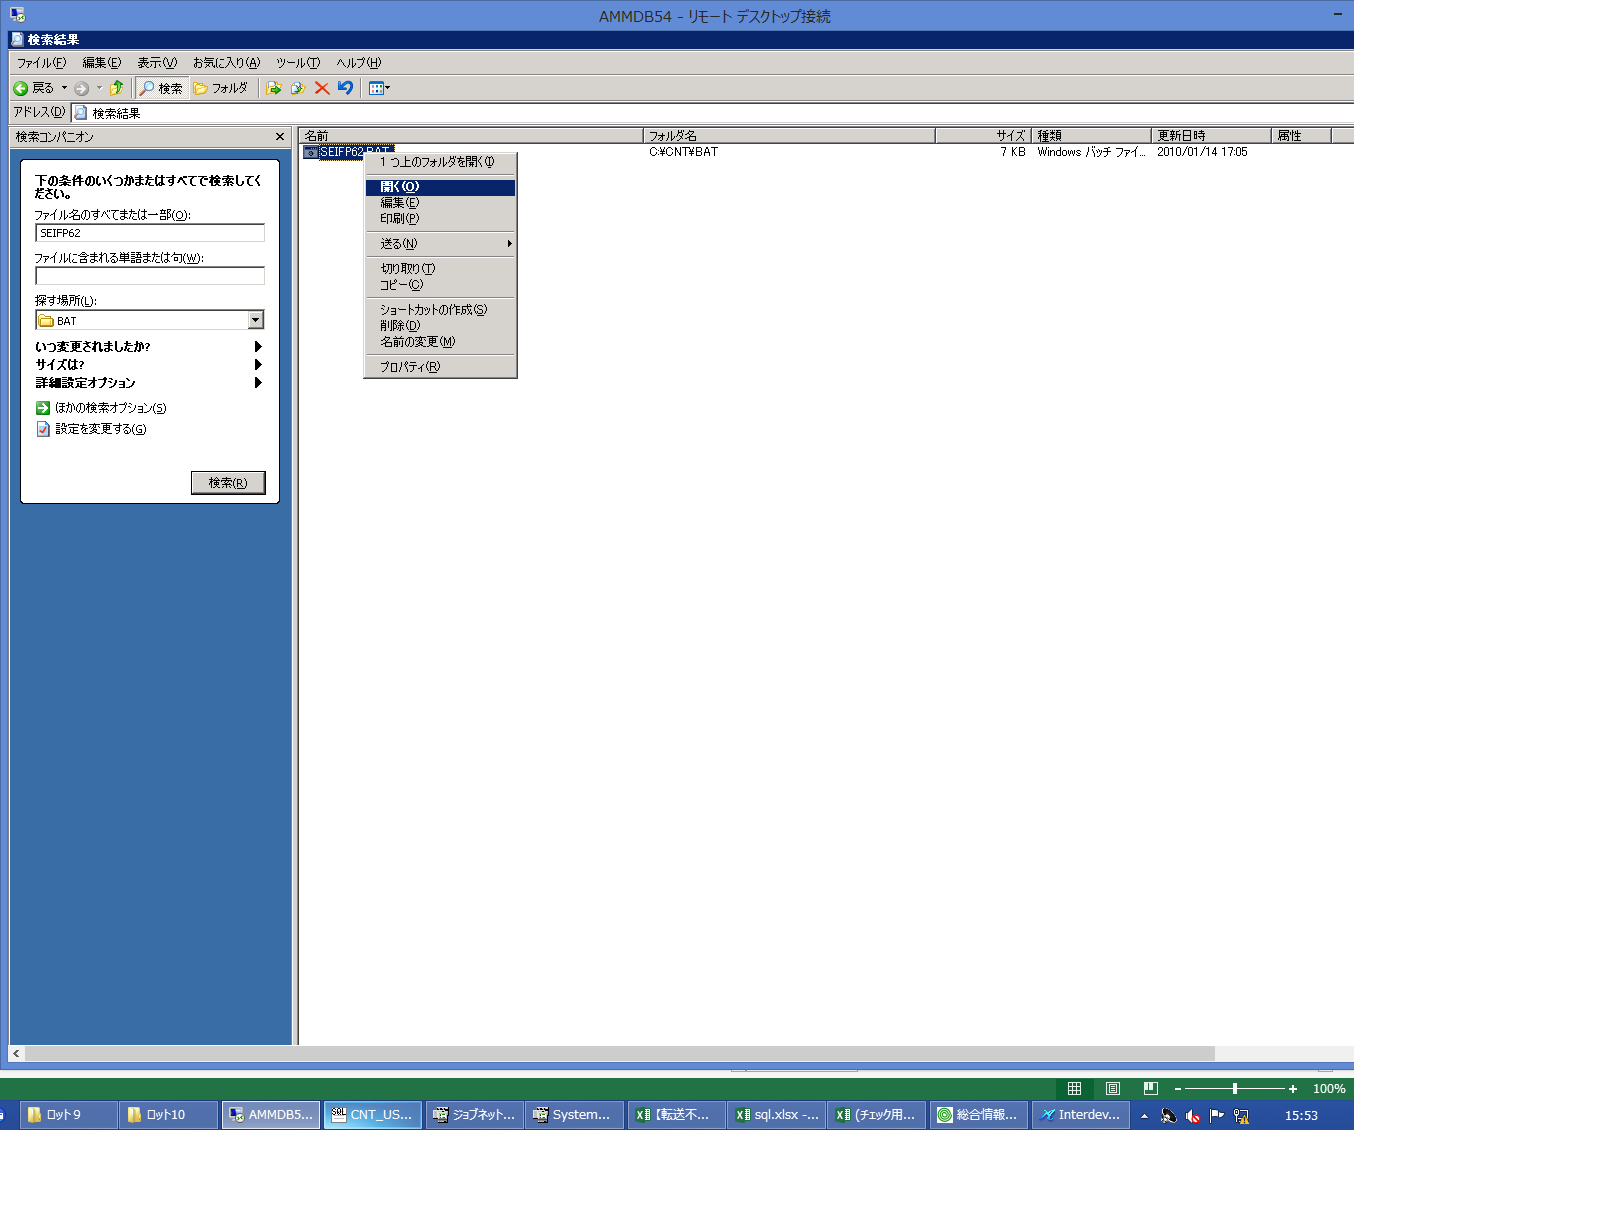 AMMDB54 - リモート デスクトップ接続
検索結果
ファイル(F) 編集(E) 表示(V) お気に入り(A) ツール(T) ヘルプ(H)
戻る 検索 フォルダ
アドレス(D) 検索結果
検索コンパニオン
名前 フォルダ名 サイズ 種類 更新日時 属性
SEIFP62.BAT C:¥CNT¥BAT 7 KB Windows バッチ ファイ... 2010/01/14 17:05
下の条件のいくつかまたはすべてで検索してください。
ファイル名のすべてまたは一部(O):
SEIFP62
ファイルに含まれる単語または句(W):
探す場所(L):
BAT
いつ変更されましたか?
サイズは?
詳細設定オプション
ほかの検索オプション(S)
設定を変更する(G)
検索(R)
1 つ上のフォルダを開く(I)
開く(O)
編集(E)
印刷(P)
送る(N)
切り取り(T)
コピー(C)
ショートカットの作成(S)
削除(D)
名前の変更(M)
プロパティ(R)
100%
ロット9 ロット10 AMMDB5... CNT_US... ジョブネット... System... 【転送不... sql.xlsx -... (チェック用... 総合情報... Interdev... 15:53